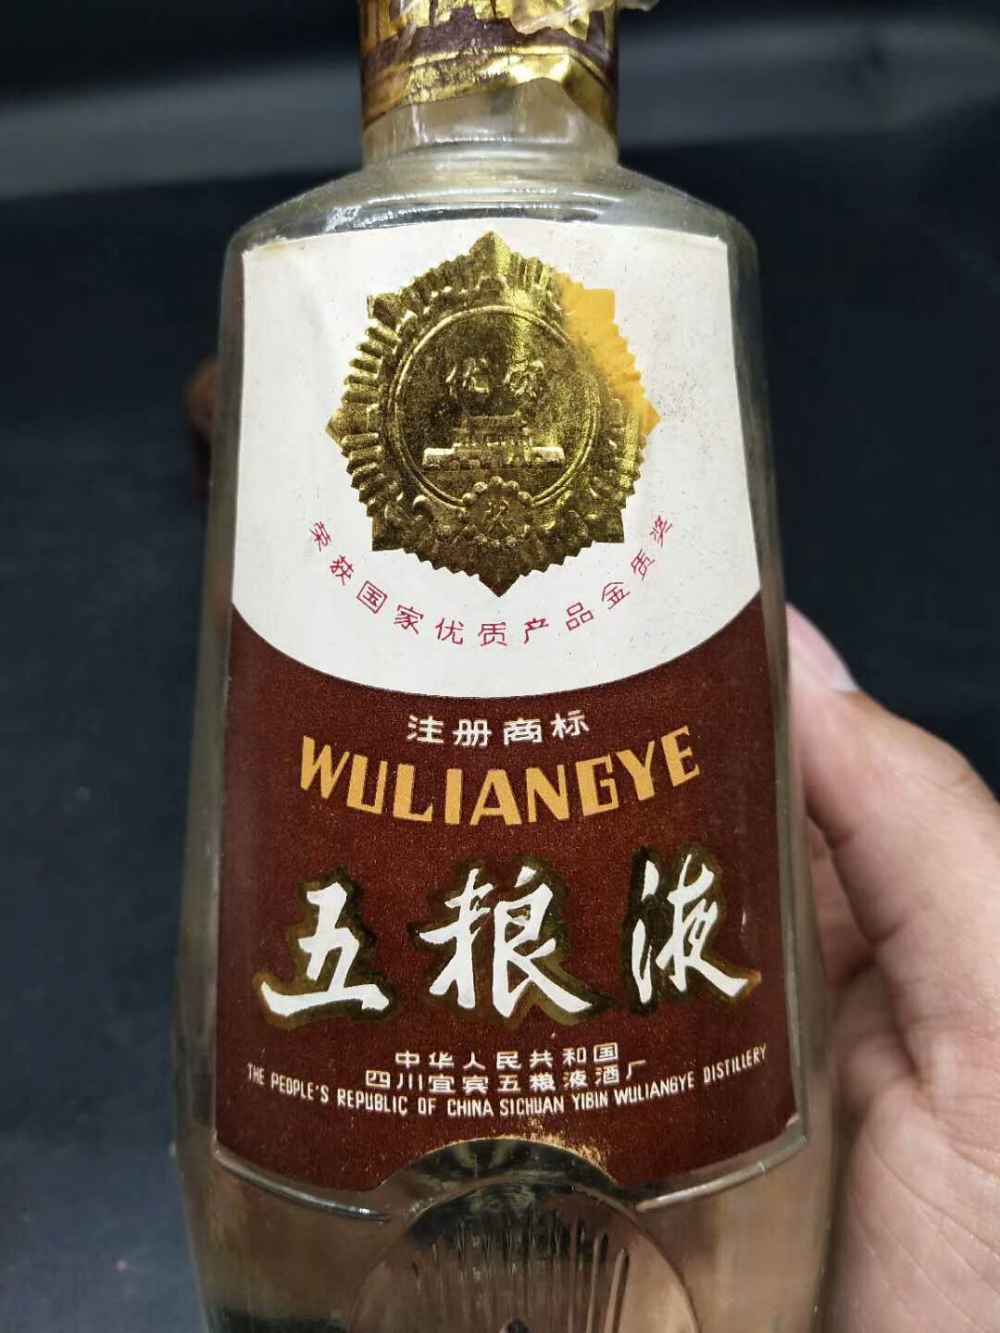 优质
奖
荣获国家优质产品金质奖
注册商标
WULIANGYE
五粮液
中华人民共和国
四川宜宾五粮液酒厂
THE PEOPLE'S REPUBLIC OF CHINA SICHUAN YIBIN WULIANGBYE DISTILLERY